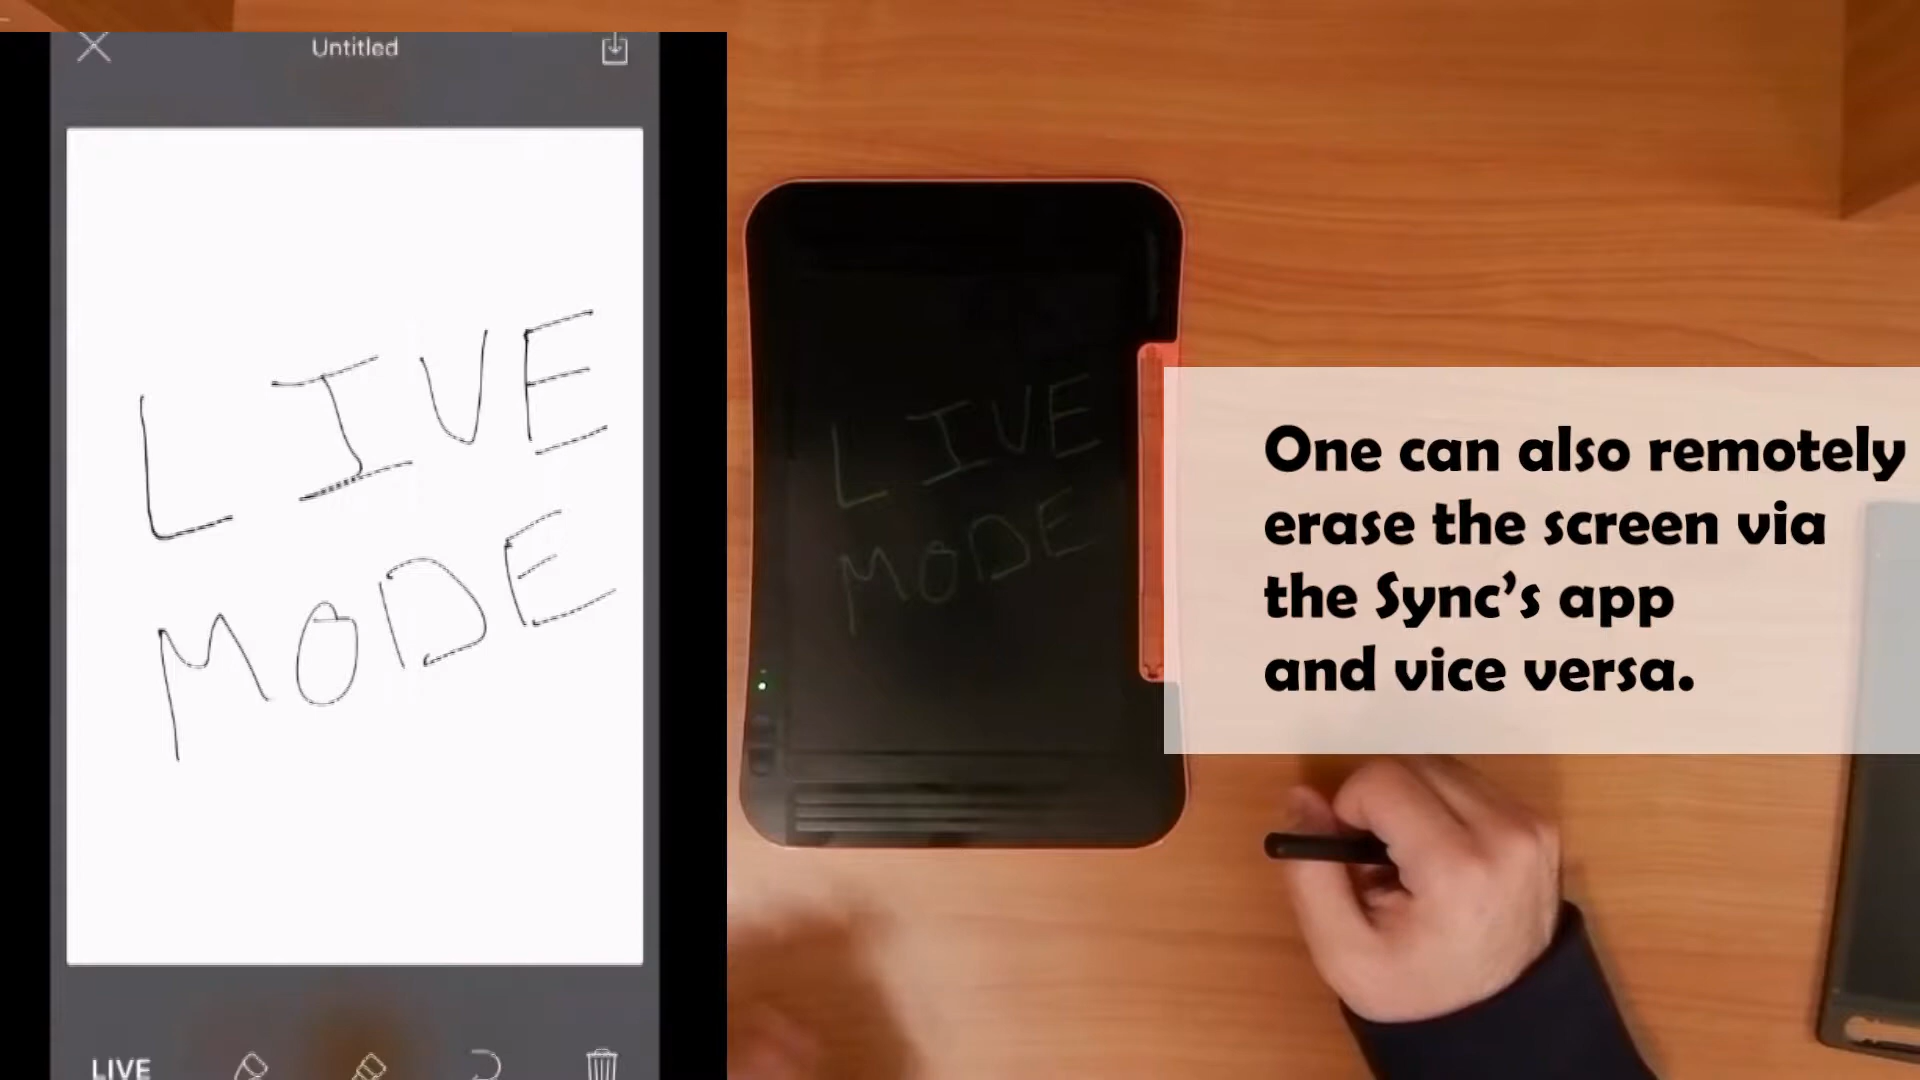 Untitled
LIVE
MODE
LIVE
LIVE
MODE
One can also remotely
erase the screen via
the Sync's app
and vice versa.